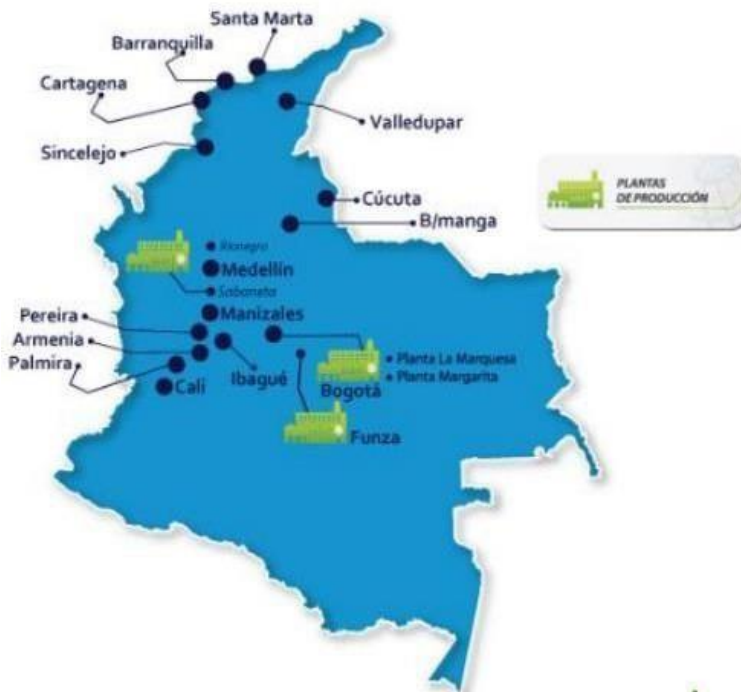 Santa Marta
Barranquilla
Cartagena
Valledupar
Sincelejo
PLANTAS
DE PRODUCCIÓN
Cúcuta
B/manga
Rionegro
Medellín
Sabaneta
Manizales
Pereira
Armenia
Palmira
Cali
Ibagué
Planta La Marquesa
Planta Margarita
Bogotá
Funza